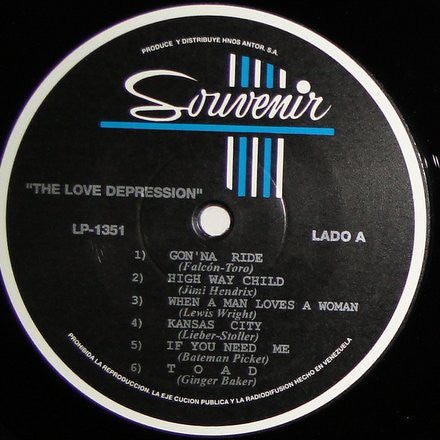 PRODUCE Y DISTRIBUYE HNOS ANTOR. S.A.
Souvenir
"THE LOVE DEPRESSION"
LP-1351
LADO A
1) GON'NA RIDE
(Falcón-Toro)
2) HIGH WAY CHILD
(Jimi Hendrix)
3) WHEN A MAN LOVES A WOMAN
(Lewis Wright)
4) KANSAS CITY
(Lieber-Stoller)
5) IF YOU NEED ME
(Bateman Picket)
6) T O A D
(Ginger Baker)
PROHIBIDA LA REPRODUCCION. LA EJE CUCION PUBLICA Y LA RADIODIFUSION HECHO EN VENEZUELA